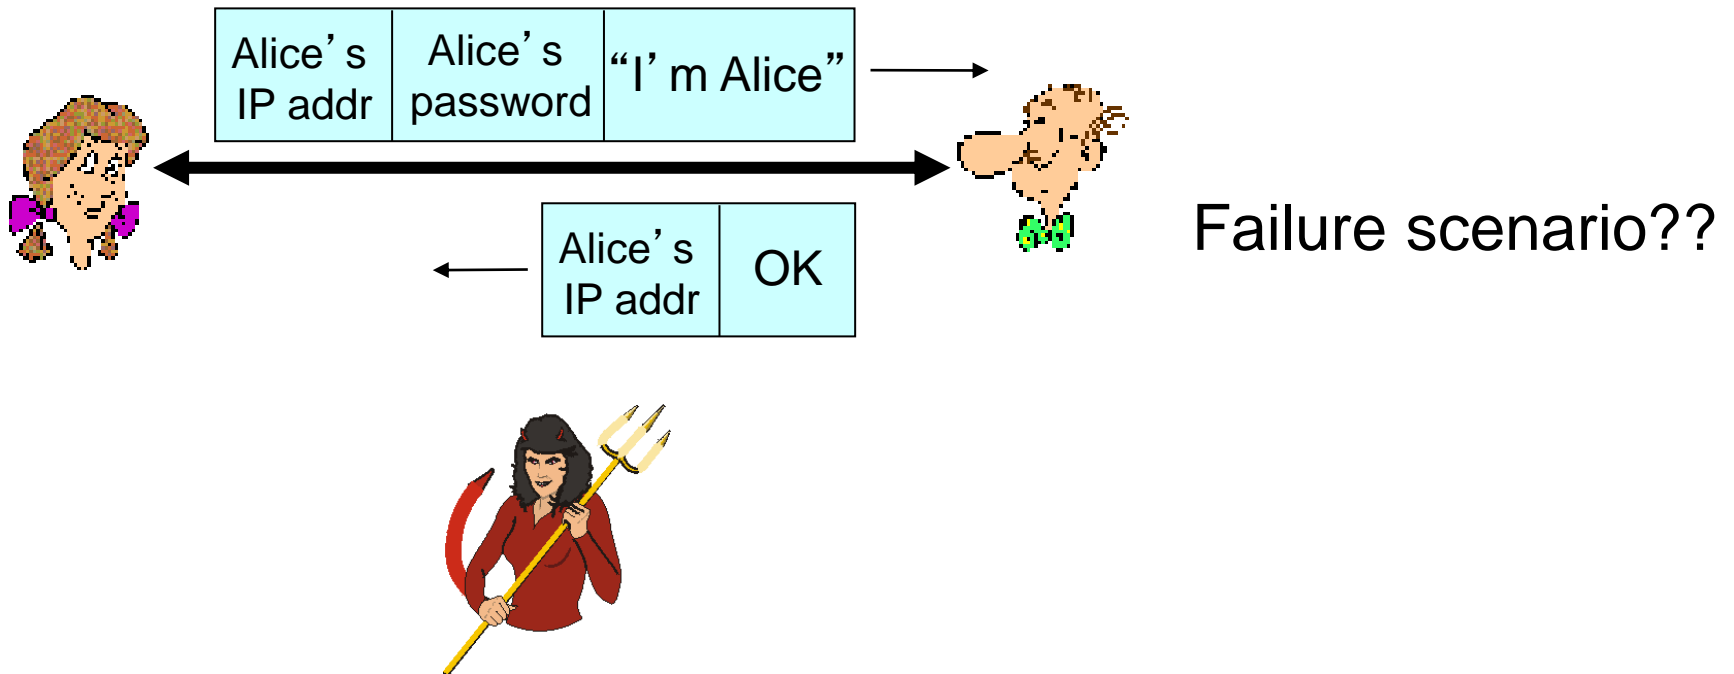 Alice’s
IP addr
Alice’s
password
“I’m Alice”
Alice’s
IP addr
OK
Failure scenario??